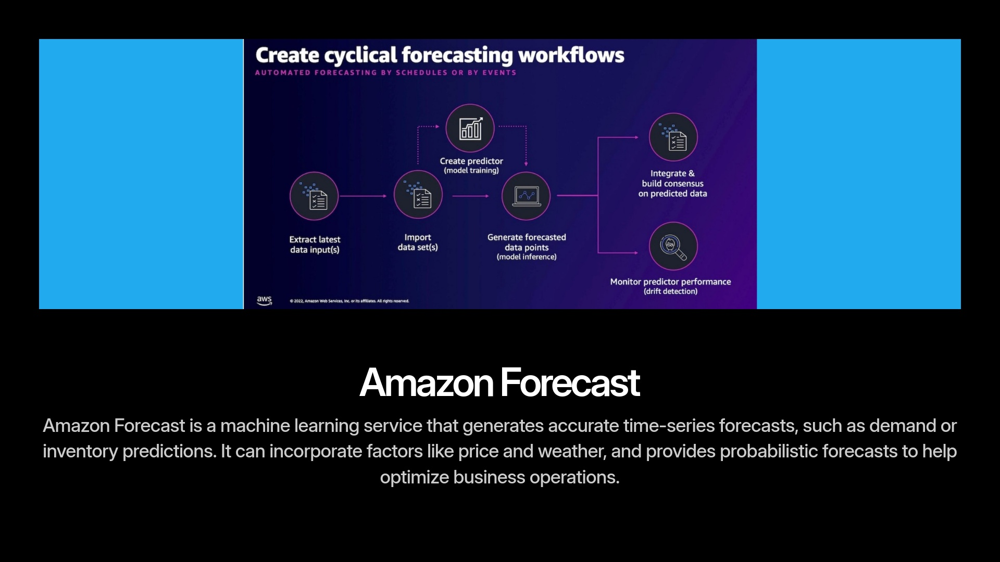 Create cyclical forecasting workflows
AUTOMATED FORECASTING BY SCHEDULES OR BY EVENTS
Create predictor
(model training)
Extract latest
data input(s)
Import
data set(s)
Generate forecasted
data points
(model inference)
Integrate &
build consensus
on predicted data
Monitor predictor performance
(drift detection)
aws
© 2022, Amazon Web Services, Inc. or its affiliates. All rights reserved.
Amazon Forecast
Amazon Forecast is a machine learning service that generates accurate time-series forecasts, such as demand or
inventory predictions. It can incorporate factors like price and weather, and provides probabilistic forecasts to help
optimize business operations.